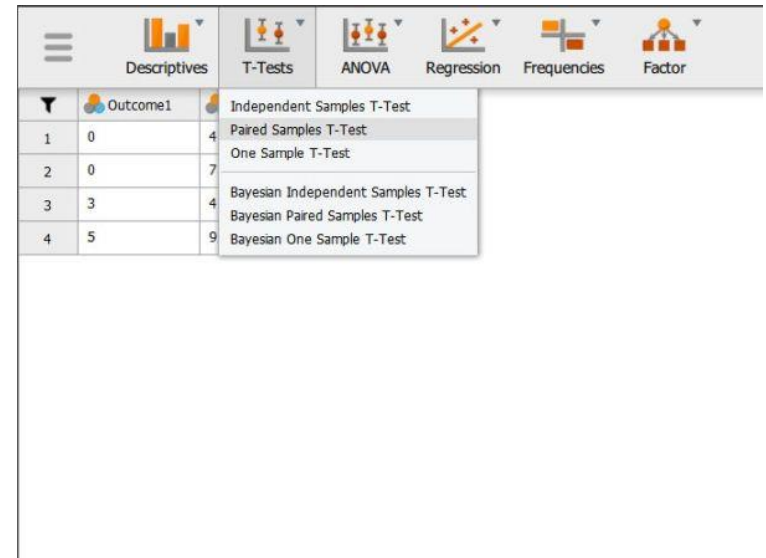 Descriptives T-Tests ANOVA Regression Frequencies Factor
Outcome1
Independent Samples T-Test
1 0 4 Paired Samples T-Test
One Sample T-Test
2 0 7
3 3 4 Bayesian Independent Samples T-Test
Bayesian Paired Samples T-Test
4 5 9 Bayesian One Sample T-Test